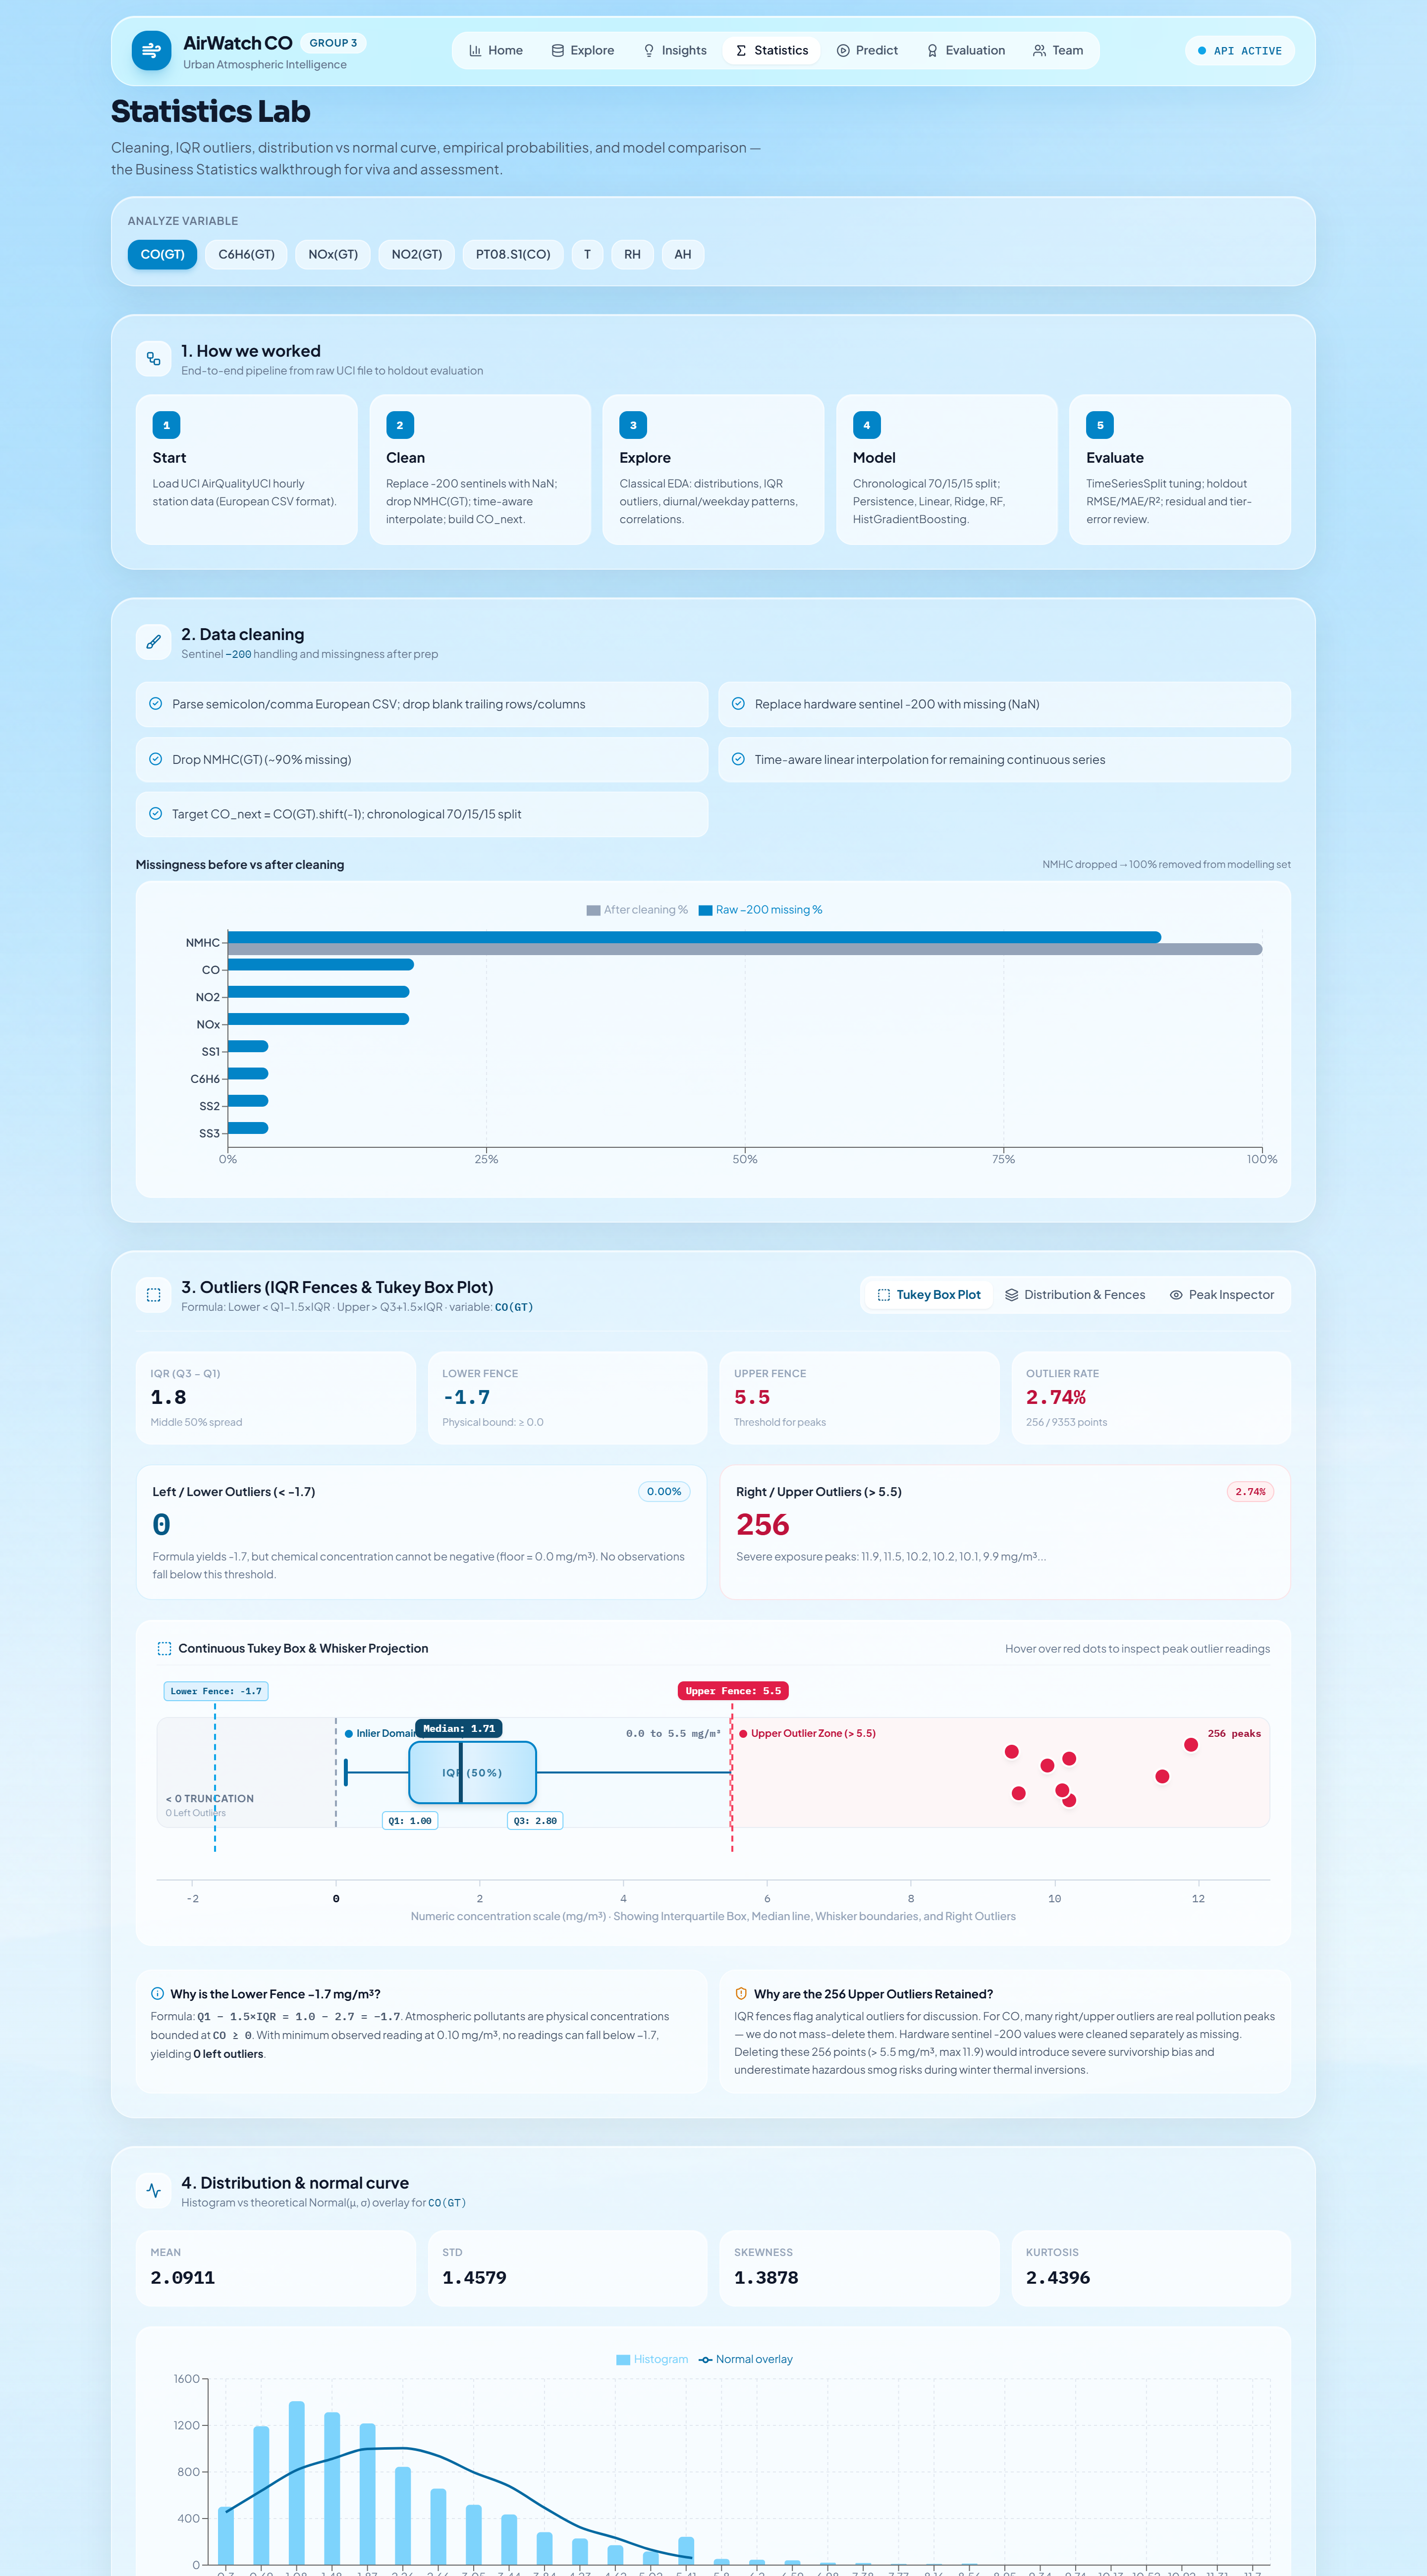 AirWatch CO GROUP 3
Urban Atmospheric Intelligence
Home Explore Insights Statistics Predict Evaluation Team
API ACTIVE
Statistics Lab
Cleaning, IQR outliers, distribution vs normal curve, empirical probabilities, and model comparison —
the Business Statistics walkthrough for viva and assessment.
ANALYZE VARIABLE
CO(GT) C6H6(GT) NOx(GT) NO2(GT) PT08.S1(CO) T RH AH
1. How we worked
End-to-end pipeline from raw UCI file to holdout evaluation
1
Start
Load UCI AirQualityUCI hourly
station data (European CSV format).
2
Clean
Replace -200 sentinels with NaN;
drop NMHC(GT); time-aware
interpolate; build CO_next.
3
Explore
Classical EDA: distributions, IQR
outliers, diurnal/weekday patterns,
correlations.
4
Model
Chronological 70/15/15 split;
Persistence, Linear, Ridge, RF,
HistGradientBoosting.
5
Evaluate
TimeSeriesSplit tuning; holdout
RMSE/MAE/R²; residual and tier-
error review.
2. Data cleaning
Sentinel −200 handling and missingness after prep
Parse semicolon/comma European CSV; drop blank trailing rows/columns
Replace hardware sentinel -200 with missing (NaN)
Drop NMHC(GT) (~90% missing)
Time-aware linear interpolation for remaining continuous series
Target CO_next = CO(GT).shift(-1); chronological 70/15/15 split
Missingness before vs after cleaning
NMHC dropped → 100% removed from modelling set
After cleaning % Raw −200 missing %
NMHC
CO
NO2
NOx
SS1
C6H6
SS2
SS3
0% 25% 50% 75% 100%
3. Outliers (IQR Fences & Tukey Box Plot)
Formula: Lower < Q1−1.5×IQR · Upper > Q3+1.5×IQR · variable: CO(GT)
Tukey Box Plot Distribution & Fences Peak Inspector
IQR (Q3 − Q1)
1.8
Middle 50% spread
LOWER FENCE
-1.7
Physical bound: ≥ 0.0
UPPER FENCE
5.5
Threshold for peaks
OUTLIER RATE
2.74%
256 / 9353 points
Left / Lower Outliers (< -1.7)
0.00%
0
Formula yields -1.7, but chemical concentration cannot be negative (floor = 0.0 mg/m³). No observations
fall below this threshold.
Right / Upper Outliers (> 5.5)
2.74%
256
Severe exposure peaks: 11.9, 11.5, 10.2, 10.2, 10.1, 9.9 mg/m³...
Continuous Tukey Box & Whisker Projection
Hover over red dots to inspect peak outlier readings
Lower Fence: -1.7
Upper Fence: 5.5
Inlier Domain
Median: 1.71
0.0 to 5.5 mg/m³
Upper Outlier Zone (> 5.5)
256 peaks
IQR (50%)
< 0 TRUNCATION
0 Left Outliers
Q1: 1.00
Q3: 2.80
-2 0 2 4 6 8 10 12
Numeric concentration scale (mg/m³) · Showing Interquartile Box, Median line, Whisker boundaries, and Right Outliers
Why is the Lower Fence −1.7 mg/m³?
Formula: Q1 − 1.5×IQR = 1.0 − 2.7 = −1.7. Atmospheric pollutants are physical concentrations
bounded at CO ≥ 0. With minimum observed reading at 0.10 mg/m³, no readings can fall below −1.7,
yielding 0 left outliers.
Why are the 256 Upper Outliers Retained?
IQR fences flag analytical outliers for discussion. For CO, many right/upper outliers are real pollution peaks
— we do not mass-delete them. Hardware sentinel -200 values were cleaned separately as missing.
Deleting these 256 points (> 5.5 mg/m³, max 11.9) would introduce severe survivorship bias and
underestimate hazardous smog risks during winter thermal inversions.
4. Distribution & normal curve
Histogram vs theoretical Normal(μ, σ) overlay for CO(GT)
MEAN
2.0911
STD
1.4579
SKEWNESS
1.3878
KURTOSIS
2.4396
Histogram Normal overlay
1600
1200
800
400
0